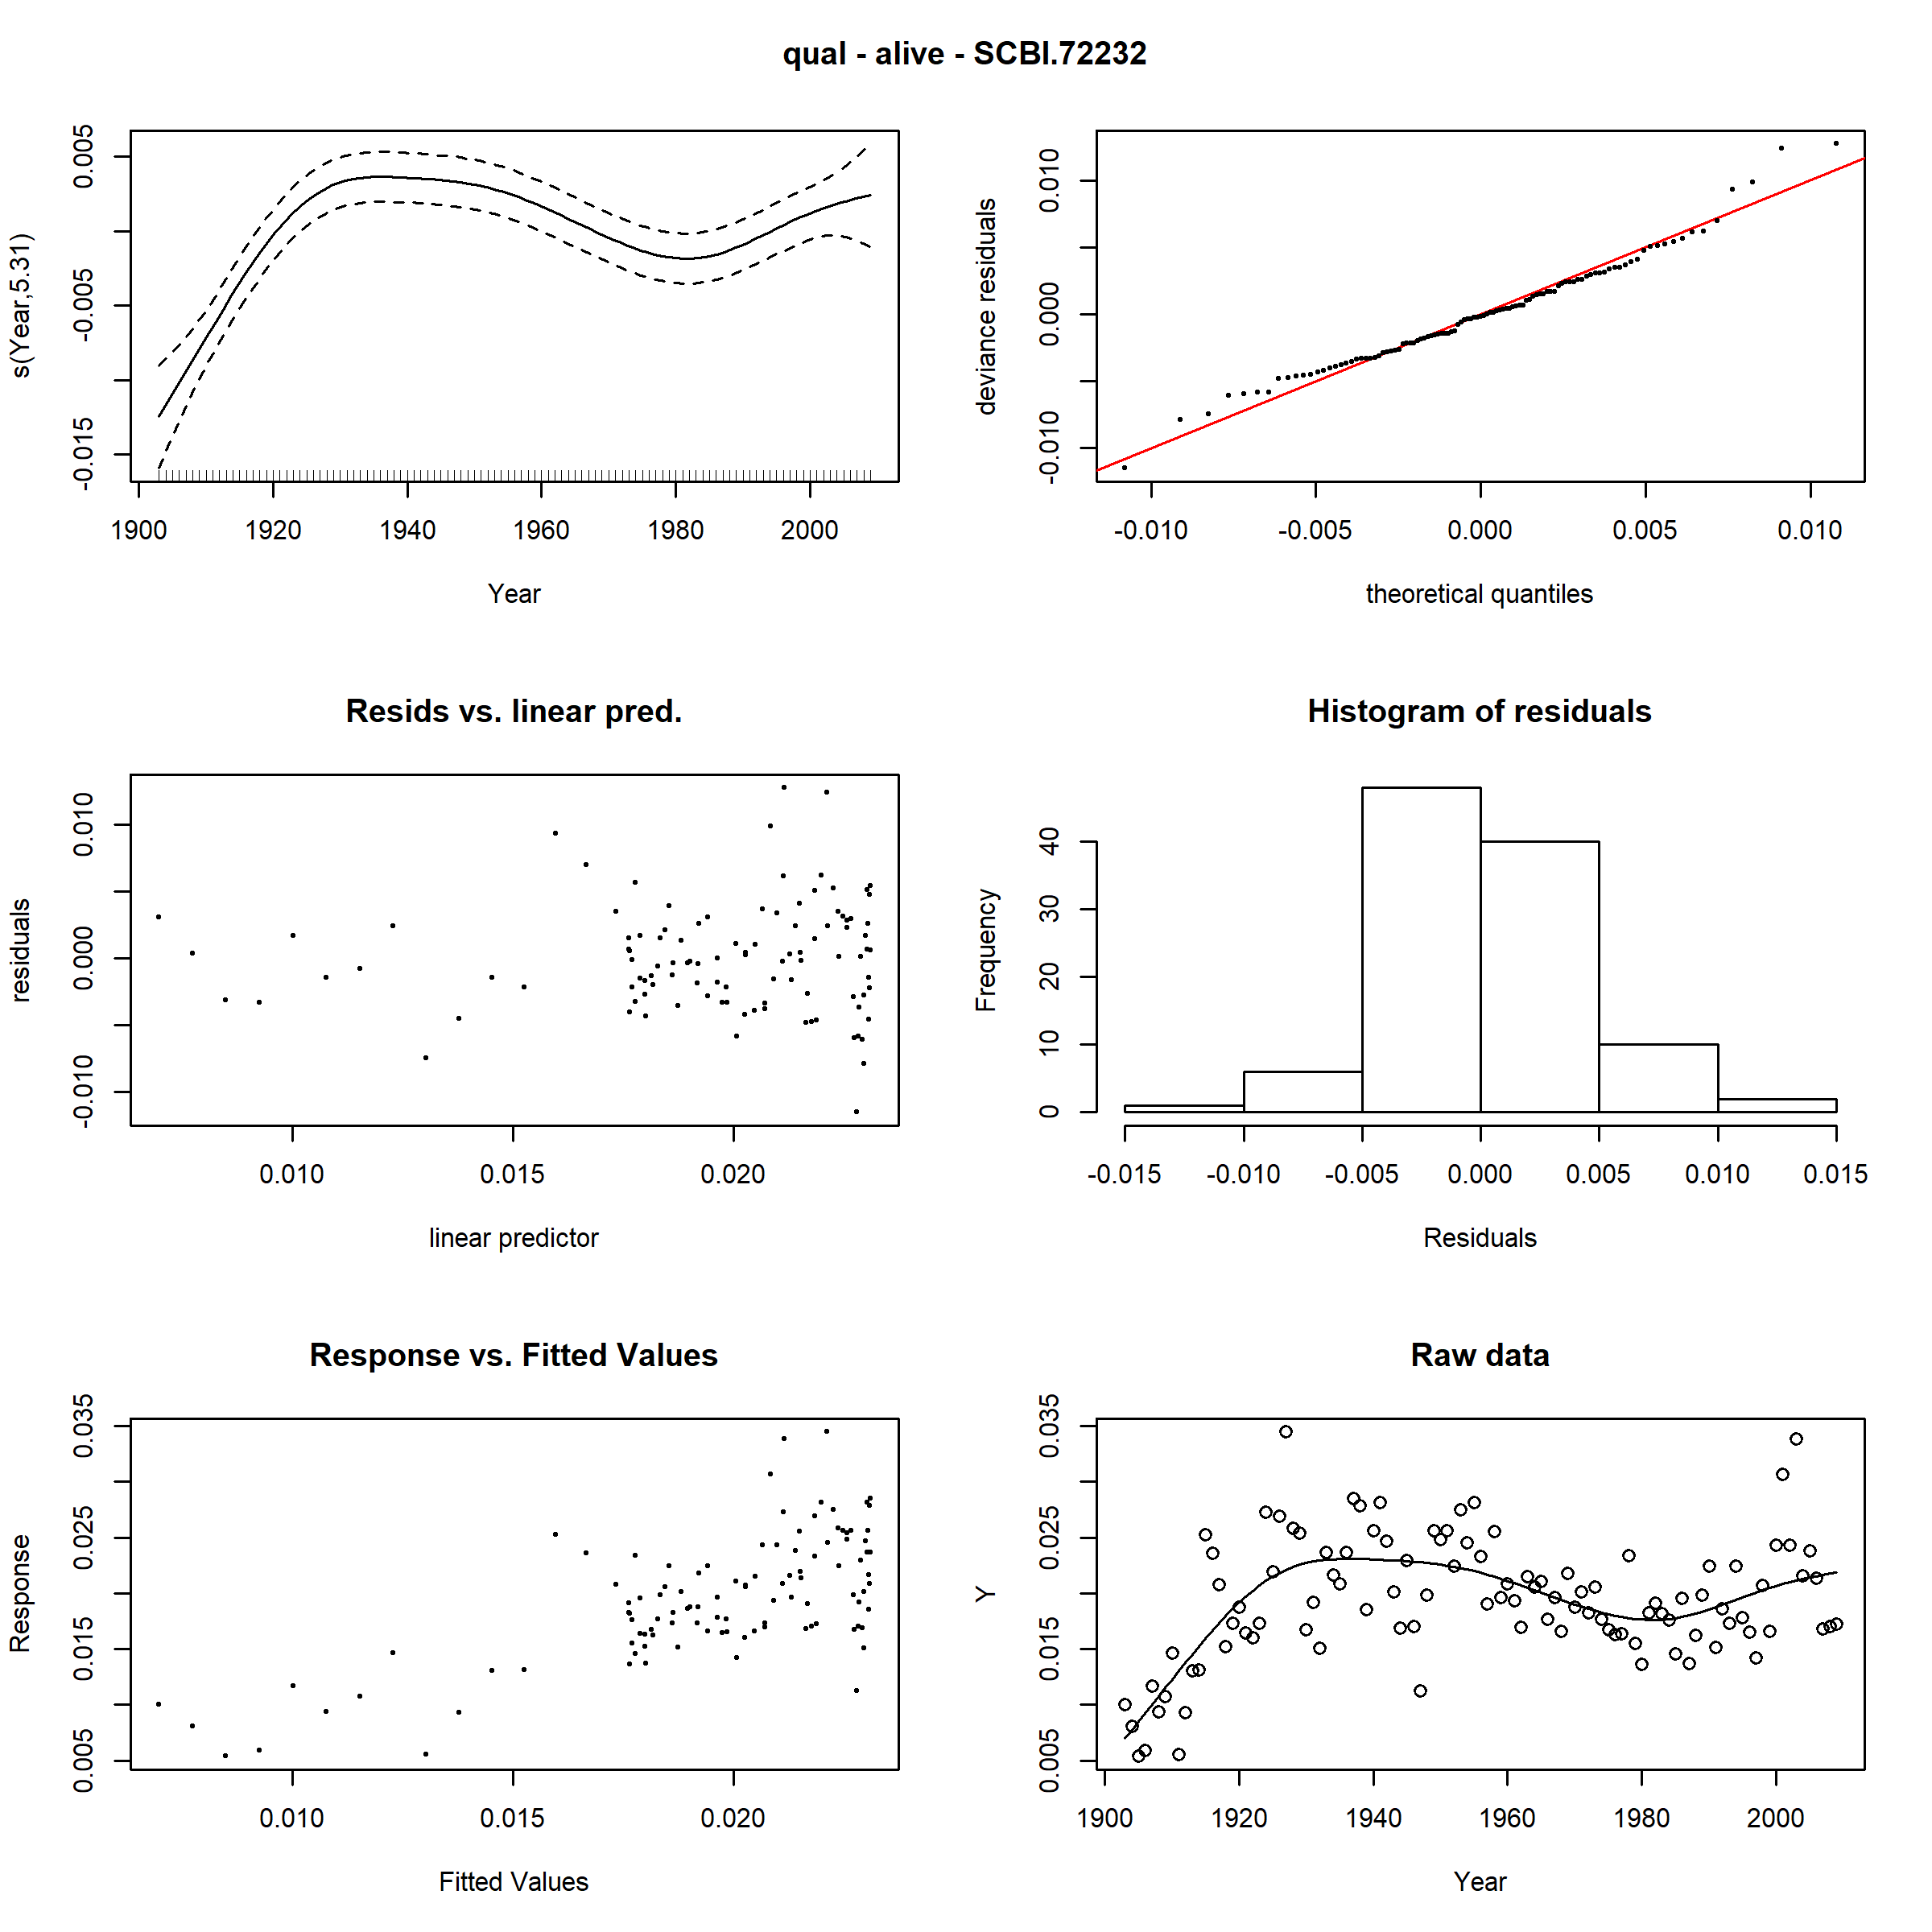 qual - alive - SCBI.72232
s(Year,5.31)
0.005
-0.005
-0.015
1900 1920 1940 1960 1980 2000
Year
deviance residuals
0.010
0.000
-0.010
-0.010 -0.005 0.000 0.005 0.010
theoretical quantiles
Resids vs. linear pred.
residuals
0.010
0.000
-0.010
0.010 0.015 0.020
linear predictor
Histogram of residuals
Frequency
40
30
20
10
0
-0.015 -0.010 -0.005 0.000 0.005 0.010 0.015
Residuals
Response vs. Fitted Values
Response
0.035
0.025
0.015
0.005
0.010 0.015 0.020
Fitted Values
Raw data
Y
0.035
0.025
0.015
0.005
1900 1920 1940 1960 1980 2000
Year